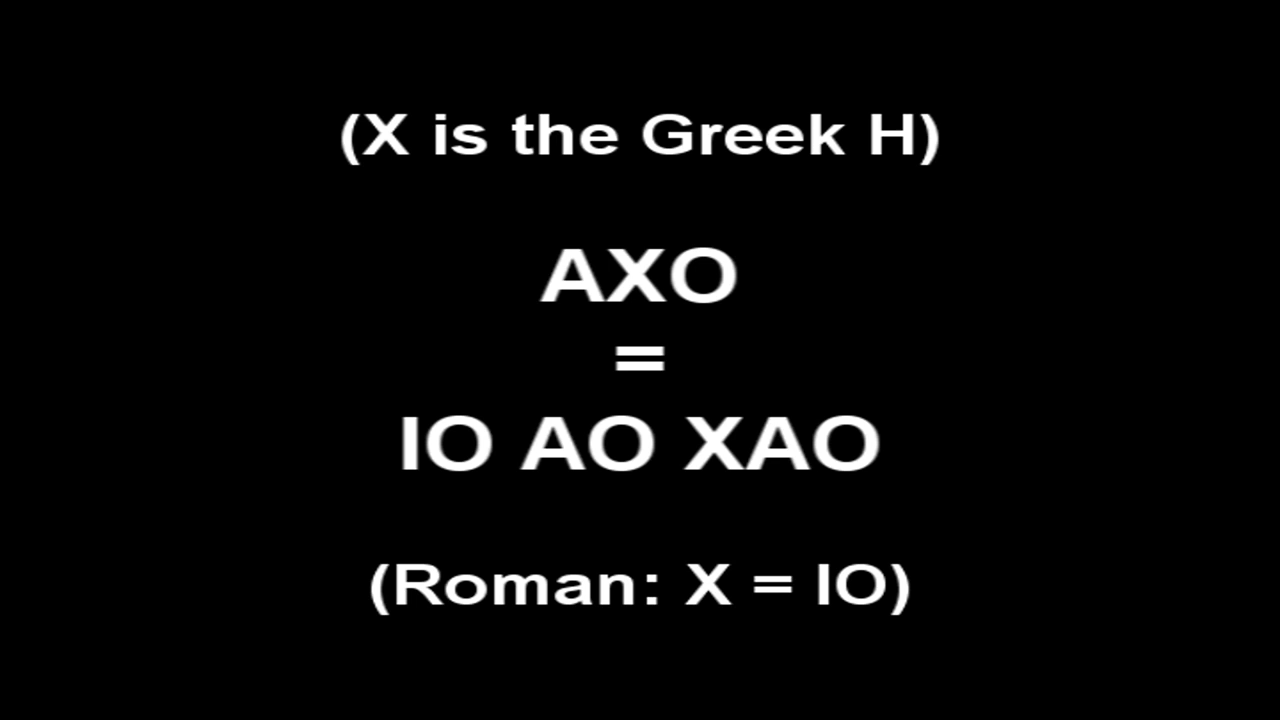 (X is the Greek H)
AXO
=
IO AO XAO
(Roman: X = IO)